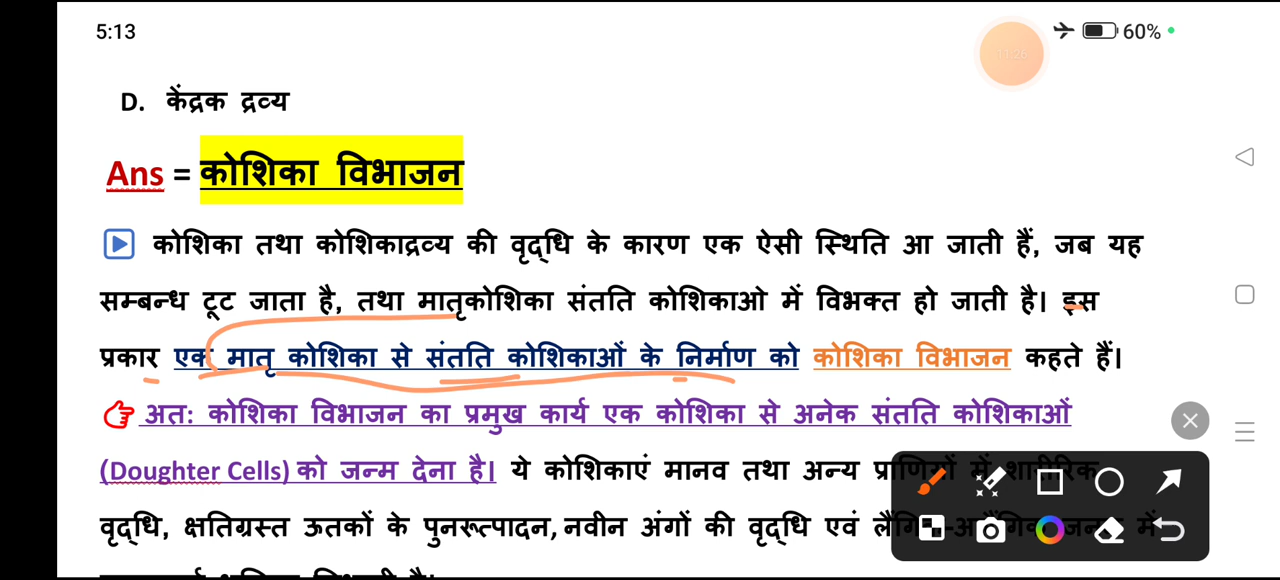 5:13
60%
D. केंद्रक द्रव्य
Ans = कोशिका विभाजन
कोशिका तथा कोशिकाद्रव्य की वृद्धि के कारण एक ऐसी स्थिति आ जाती हैं, जब यह
सम्बन्ध टूट जाता है, तथा मातृकोशिका संतति कोशिकाओ में विभक्त हो जाती है। इस
प्रकार एक मातृ कोशिका से संतति कोशिकाओं के निर्माण को कोशिका विभाजन कहते हैं।
अत: कोशिका विभाजन का प्रमुख कार्य एक कोशिका से अनेक संतति कोशिकाओं
(Doughter Cells) को जन्म देना है। ये कोशिकाएं मानव तथा अन्य प्राणियों में शारीरिक
वृद्धि, क्षतिग्रस्त ऊतकों के पुनरूत्पादन, नवीन अंगों की वृद्धि एवं